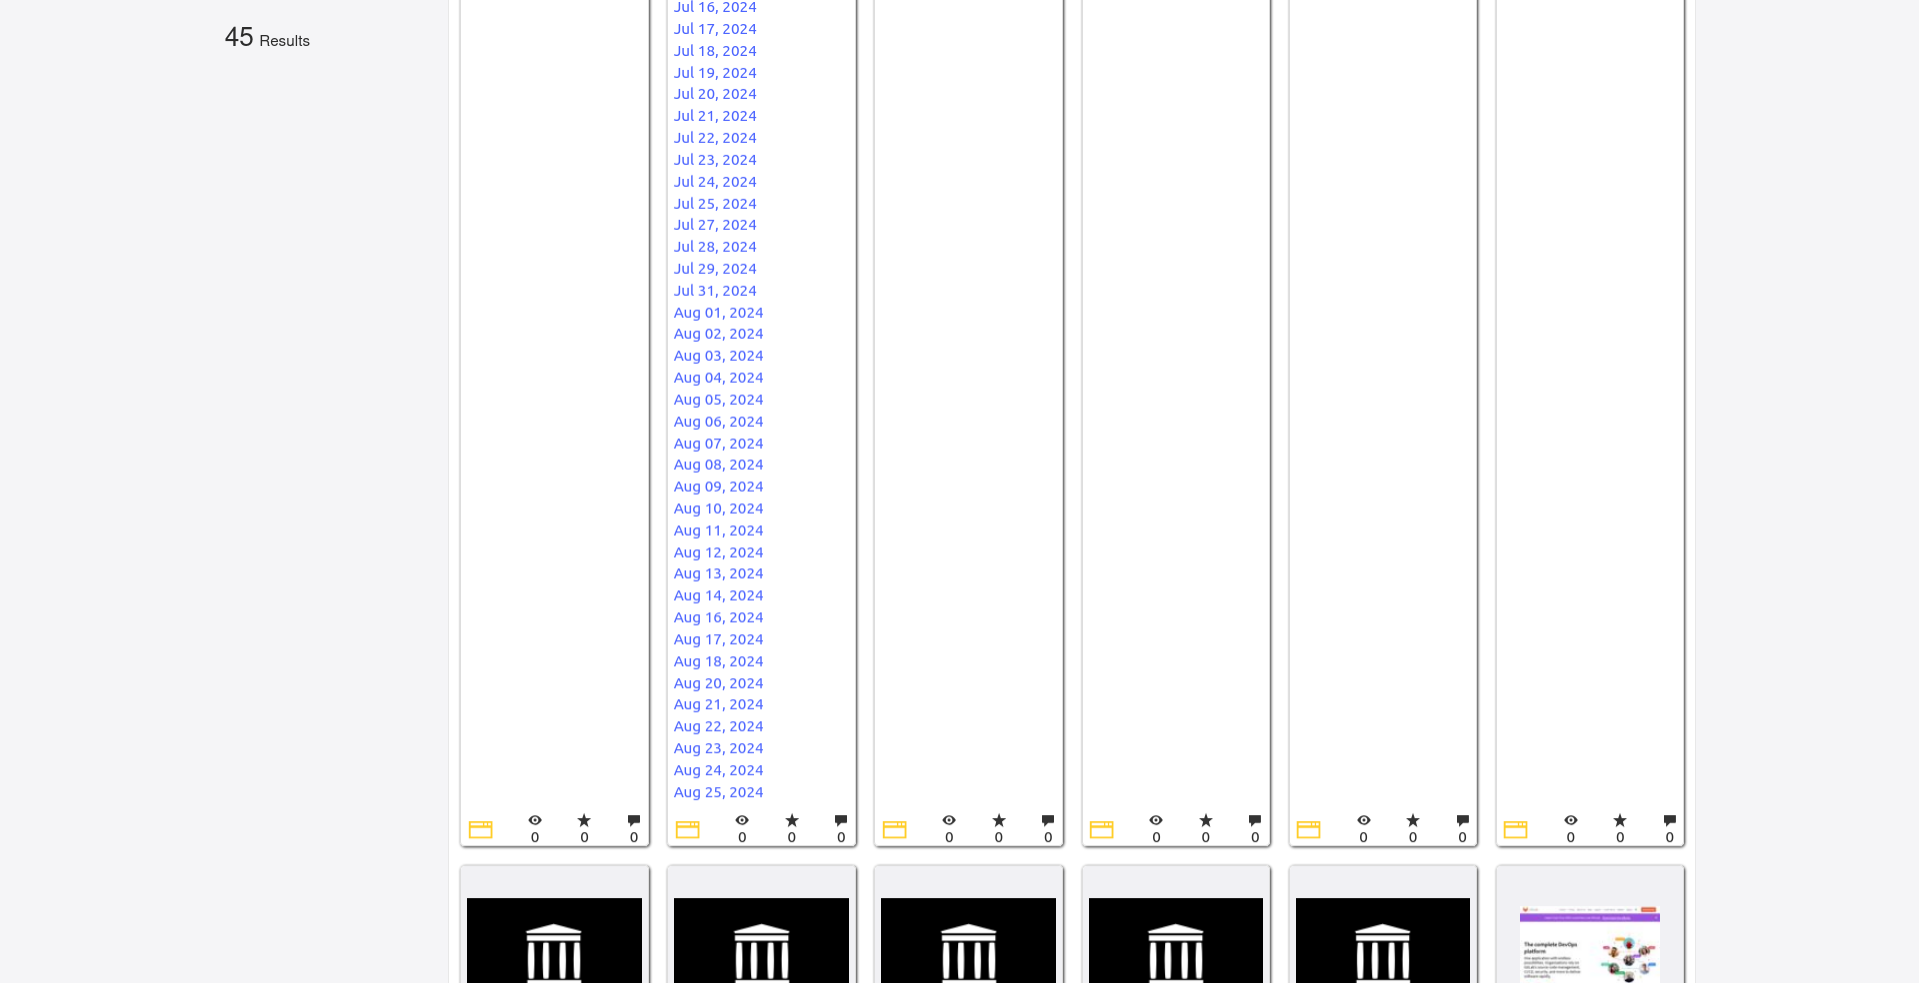 45 Results
Jul 16, 2024
Jul 17, 2024
Jul 18, 2024
Jul 19, 2024
Jul 20, 2024
Jul 21, 2024
Jul 22, 2024
Jul 23, 2024
Jul 24, 2024
Jul 25, 2024
Jul 27, 2024
Jul 28, 2024
Jul 29, 2024
Jul 31, 2024
Aug 01, 2024
Aug 02, 2024
Aug 03, 2024
Aug 04, 2024
Aug 05, 2024
Aug 06, 2024
Aug 07, 2024
Aug 08, 2024
Aug 09, 2024
Aug 10, 2024
Aug 11, 2024
Aug 12, 2024
Aug 13, 2024
Aug 14, 2024
Aug 16, 2024
Aug 17, 2024
Aug 18, 2024
Aug 20, 2024
Aug 21, 2024
Aug 22, 2024
Aug 23, 2024
Aug 24, 2024
Aug 25, 2024
0 0 0 0 0 0 0 0 0 0 0 0 0 0 0 0 0 0
The complete DevOps
platform